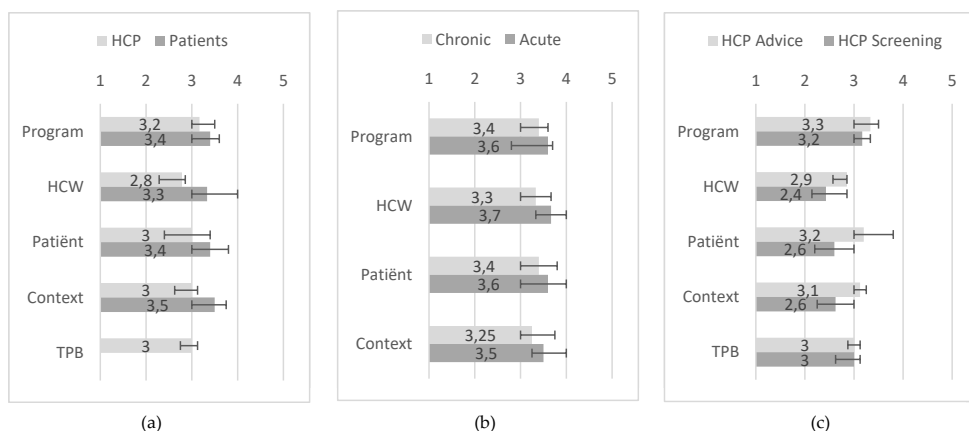 HCP Patients
1 2 3 4 5
Program 3,2
3,4
HCW 2,8
3,3
Patiënt 3
3,4
Context 3
3,5
TPB 3
(a)
Chronic Acute
1 2 3 4 5
Program 3,4
3,6
HCW 3,3
3,7
Patiënt 3,4
3,6
Context 3,25
3,5
(b)
HCP Advice HCP Screening
1 2 3 4 5
Program 3,3
3,2
HCW 2,9
2,4
Patiënt 3,2
2,6
Context 3,1
2,6
TPB 3
3
(c)